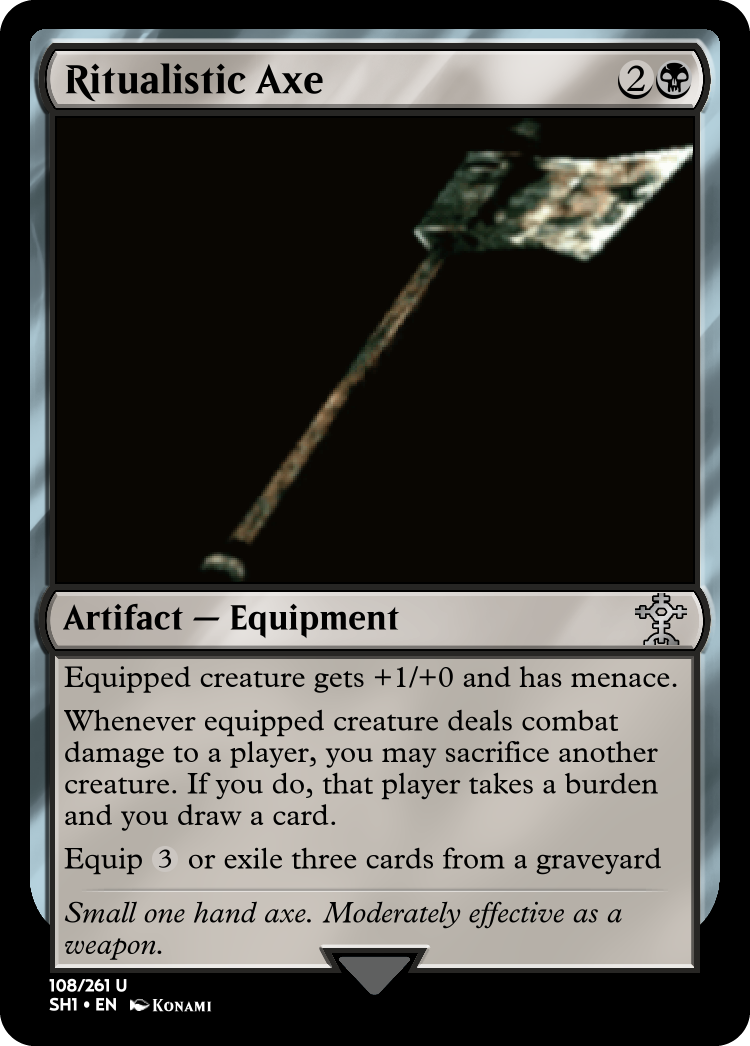 Ritualistic Axe 2
Artifact — Equipment
Equipped creature gets +1/+0 and has menace.
Whenever equipped creature deals combat
damage to a player, you may sacrifice another
creature. If you do, that player takes a burden
and you draw a card.
Equip 3 or exile three cards from a graveyard
Small one hand axe. Moderately effective as a
weapon.
108/261 U
SH1 • EN KONAMI